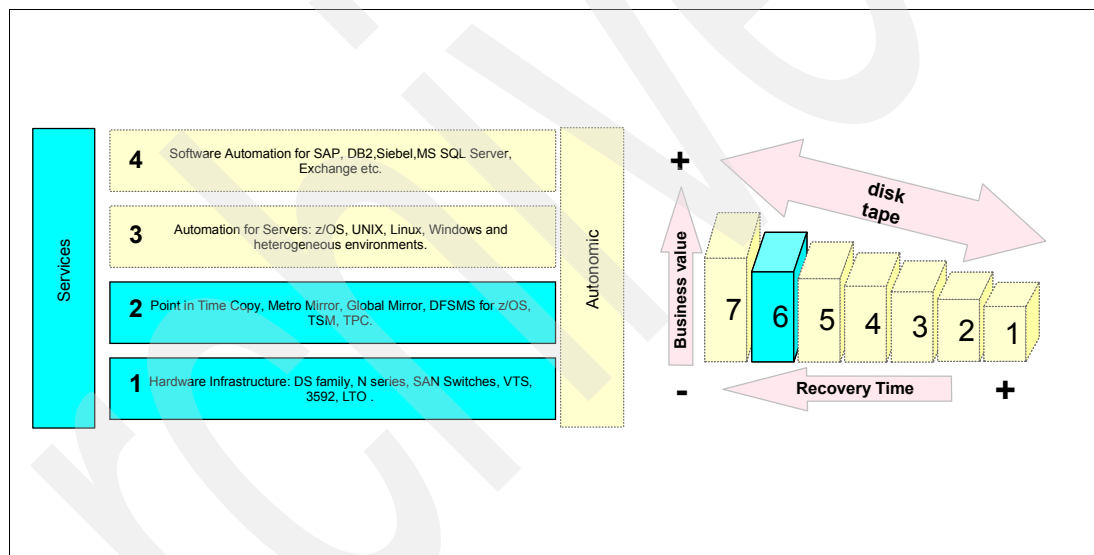 Services
4 Software Automation for SAP, DB2,Siebel,MS SQL Server,
Exchange etc.
3 Automation for Servers: z/OS, UNIX, Linux, Windows and
heterogeneous environments.
2 Point in Time Copy, Metro Mirror, Global Mirror, DFSMS for z/OS,
TSM, TPC.
1 Hardware Infrastructure: DS family, N series, SAN Switches, VTS,
3592, LTO .
Autonomic
+
disk
tape
Business value
7 6 5 4 3 2 1
- Recovery Time +